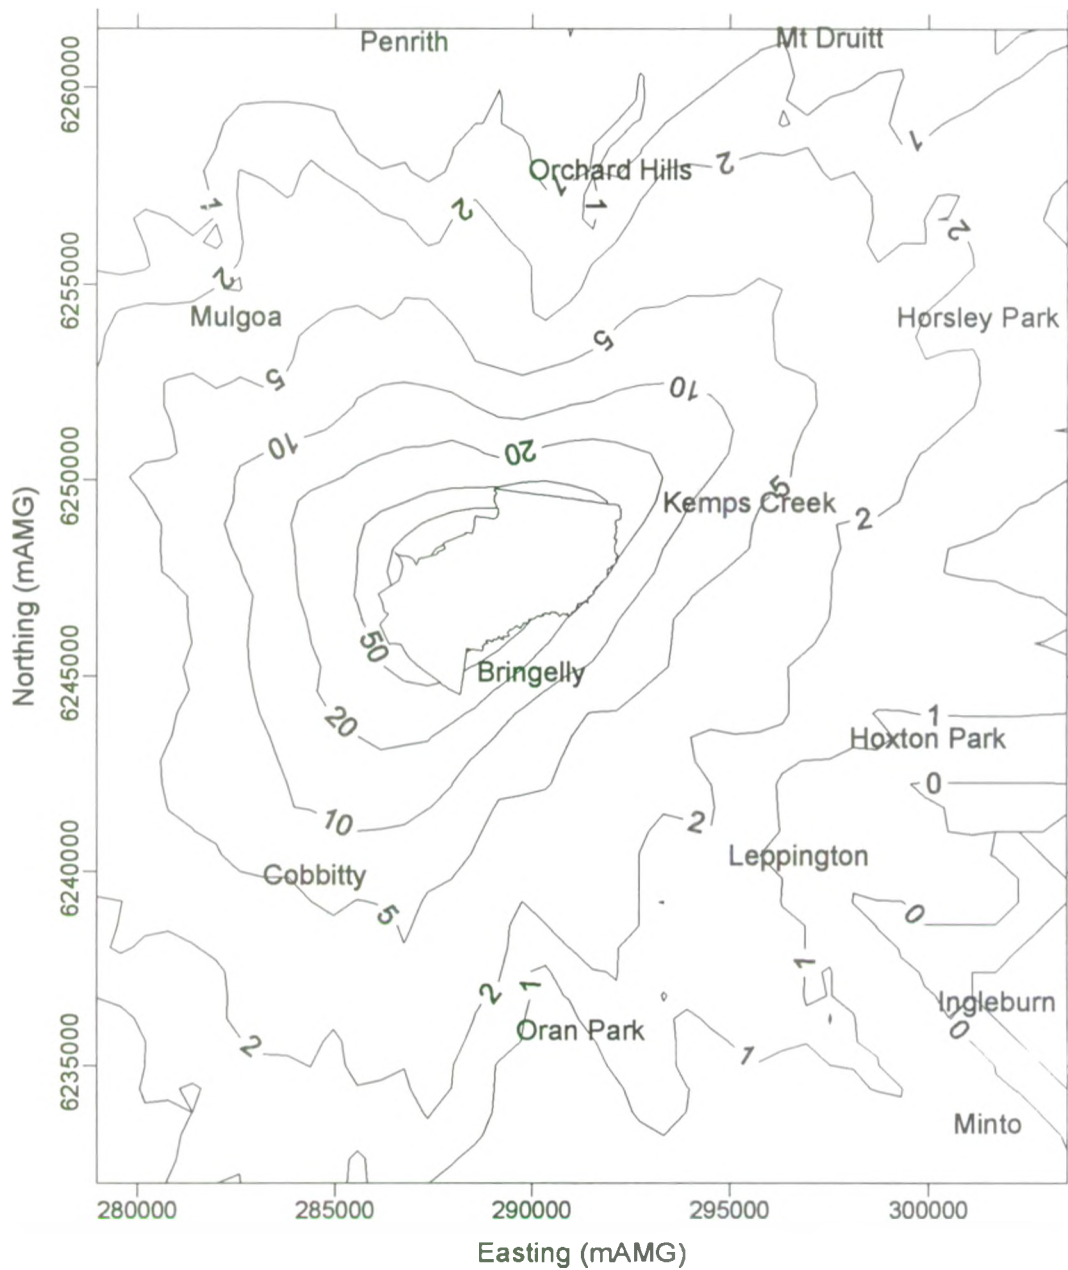 Penrith
Mt Druitt
6260000
1
Orchard Hills
2
1
1
1
2
2
2
6255000
Mulgoa
Horsley Park
5
5
10
10
20
6250000
Kemps Creek
5
2
Northing (mAMG)
50
Bringelly
6245000
20
1
Hoxton Park
0
10
2
Leppington
6240000
Cobbitty
5
0
1
2
1
Ingleburn
Oran Park
0
2
1
6235000
Minto
280000
285000
290000
295000
300000
Easting (mAMG)